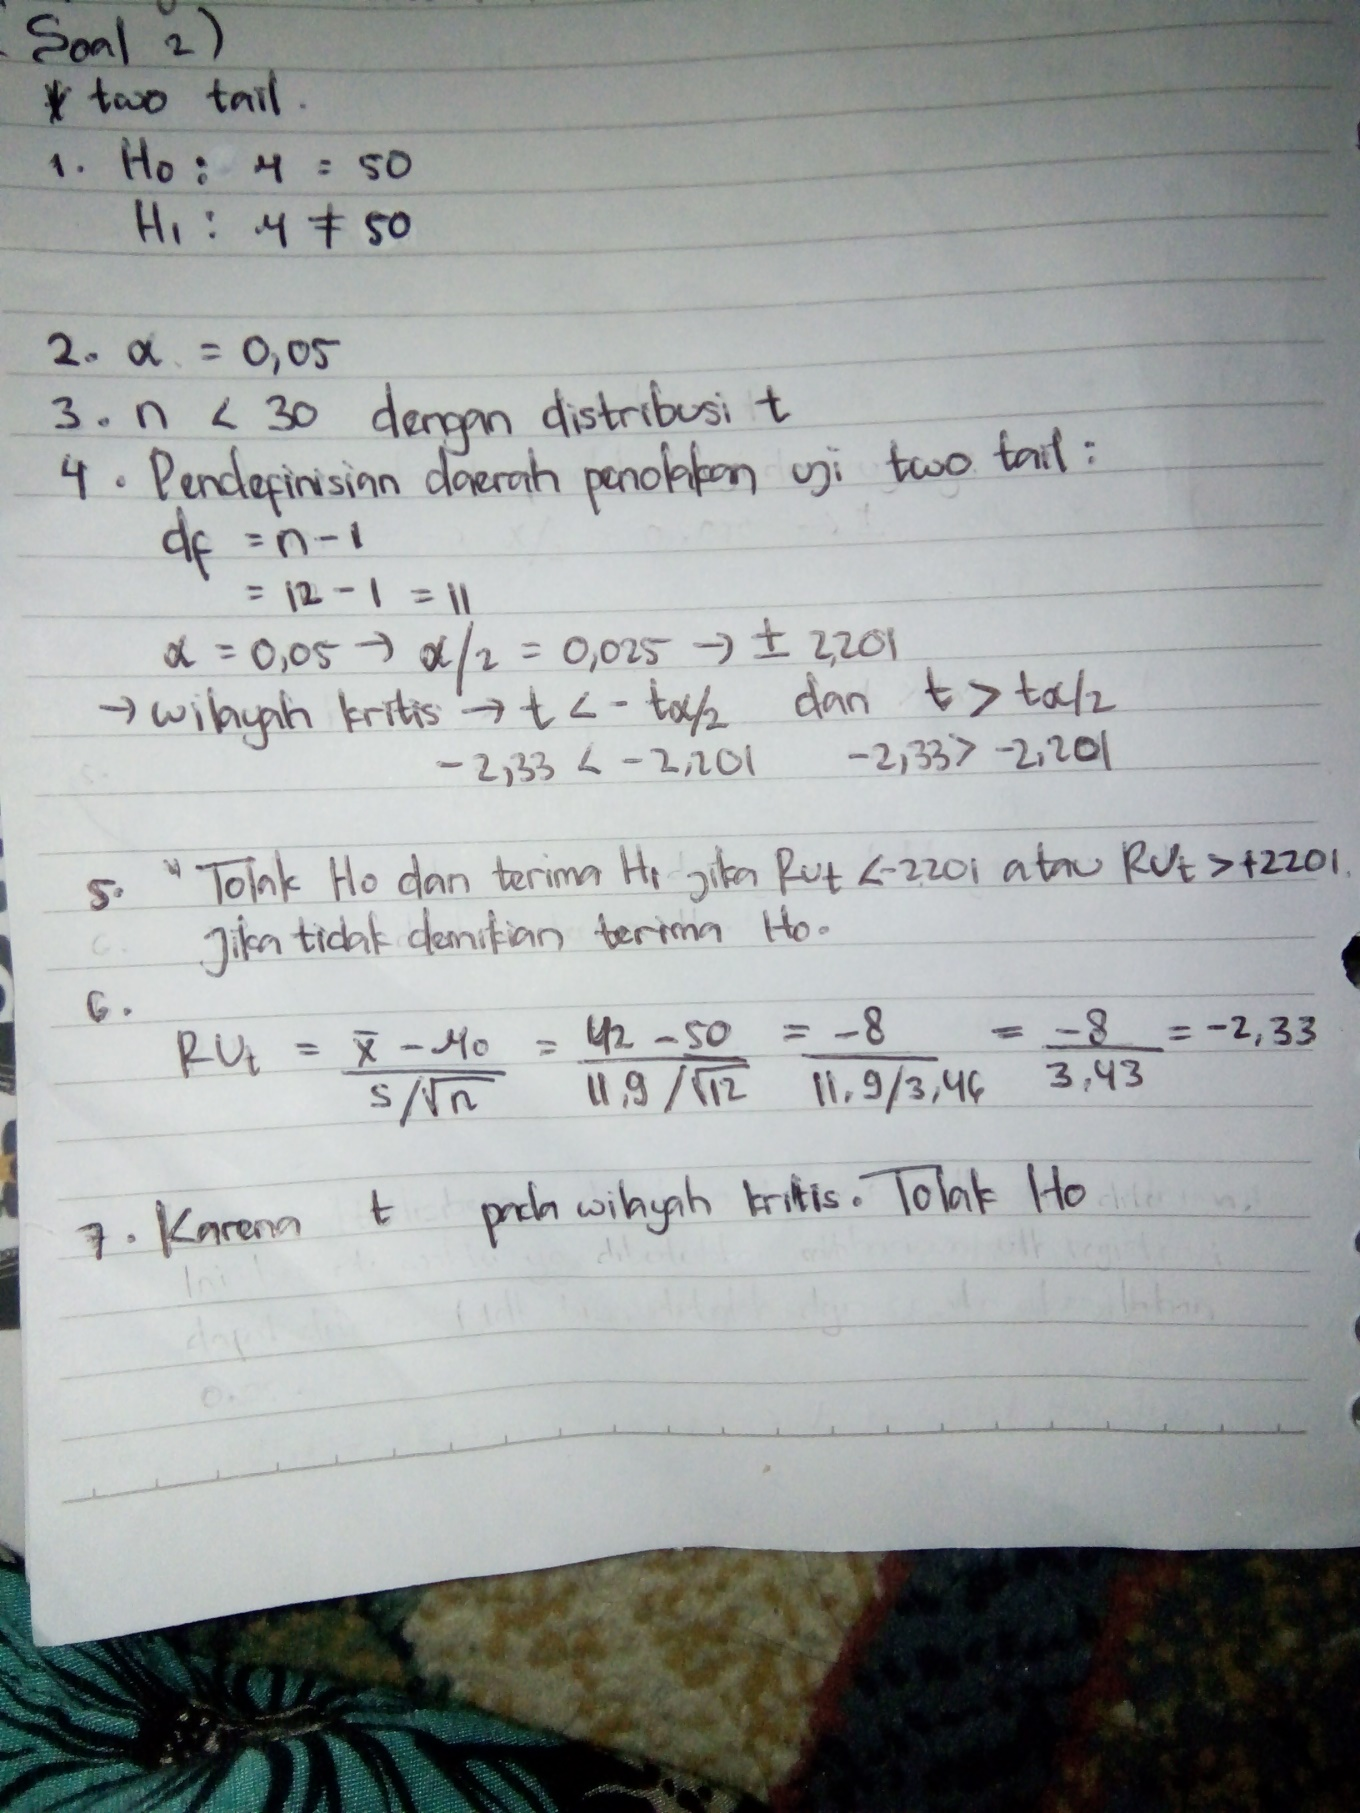 Soal 2)
* two tail.
1. Ho : μ = 50
H1 : μ ≠ 50
2. α = 0,05
3. n < 30 dengan distribusi t
4. Pendefinisian daerah penolakan uji two tail :
df = n - 1
= 12 - 1 = 11
α = 0,05 → α/2 = 0,025 → ± 2,201
→ wilayah kritis → t < - tα/2 dan t > tα/2
-2,33 < -2,201 -2,33 > -2,201
5. " Tolak Ho dan terima H1 jika RUt < -2201 atau RUt > +2201.
Jika tidak demikian terima Ho.
6.
RUt = x̄ - μo / s/√n = 42 - 50 / 11,9/√12 = -8 / 11,9/3,46 = -8 / 3,43 = -2,33
7. Karena t pada wilayah kritis. Tolak Ho